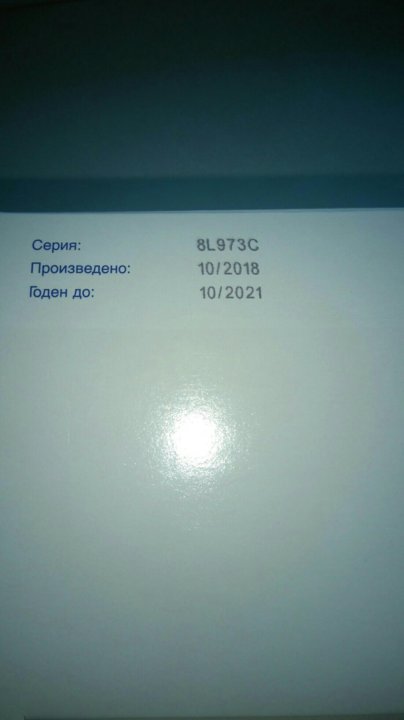 Серия: 8L973C
Произведено: 10/2018
Годен до: 10/2021